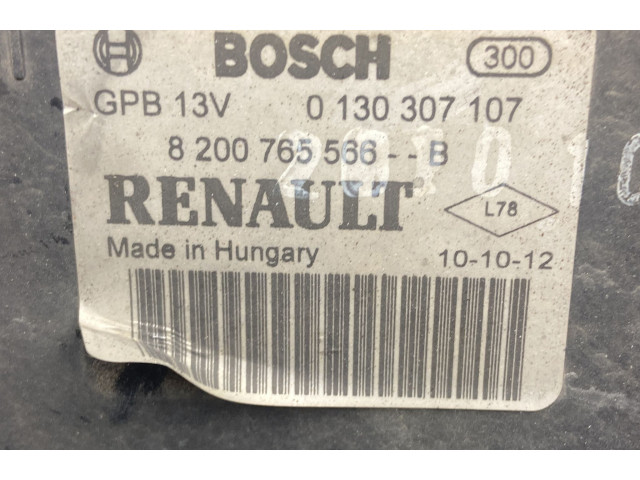 BOSCH 300
GPB 13V 0 130 307 107
8 200 765 566 - - B
RENAULT L78
Made in Hungary 10-10-12